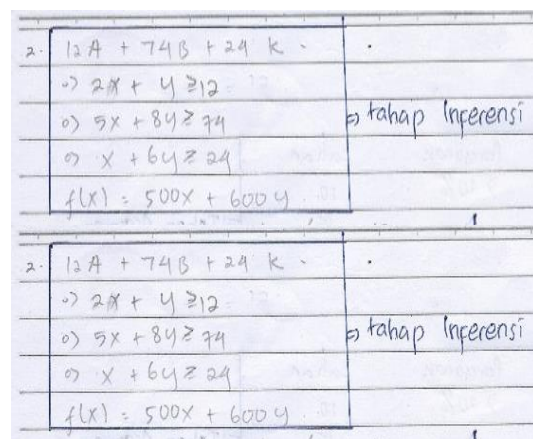 2. 12A + 74B + 24 K .
•) 2x + y ≥ 12
•) 5x + 8y ≥ 74
•) x + 6y ≥ 24
f(x) = 500x + 600y
=> tahap Inferensi
2. 12A + 74B + 24 K .
•) 2x + y ≥ 12
•) 5x + 8y ≥ 74
•) x + 6y ≥ 24
f(x) = 500x + 600y
=> tahap Inferensi